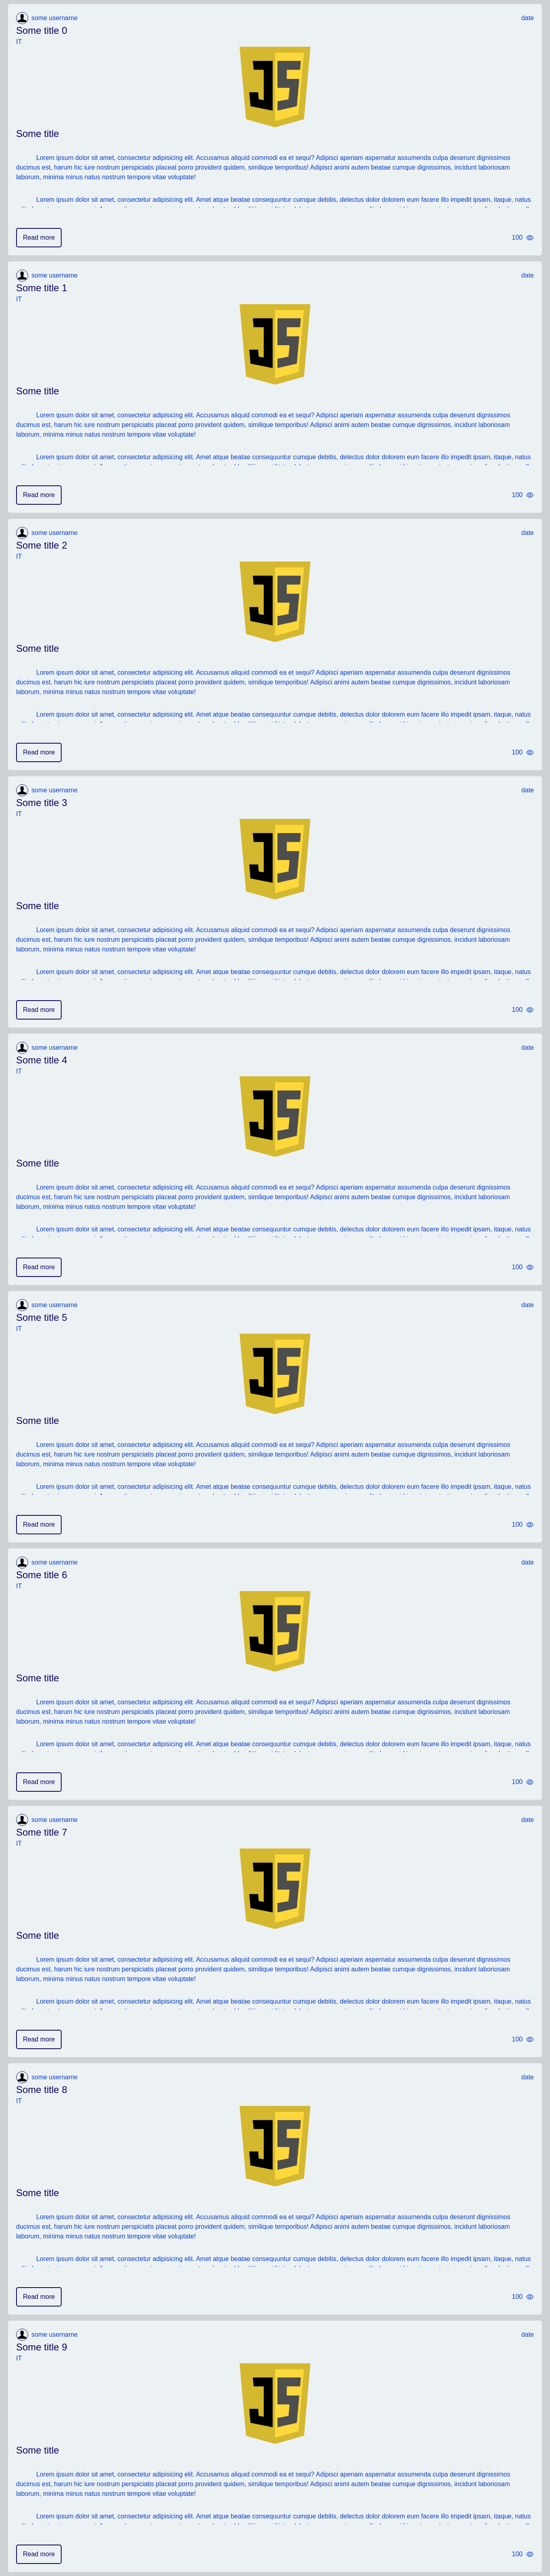 some username date
Some title 0
IT
JS
Some title
Lorem ipsum dolor sit amet, consectetur adipisicing elit. Accusamus aliquid commodi ea et sequi? Adipisci aperiam aspernatur assumenda culpa deserunt dignissimos
ducimus est, harum hic iure nostrum perspiciatis placeat porro provident quidem, similique temporibus! Adipisci animi autem beatae cumque dignissimos, incidunt laboriosam
laborum, minima minus natus nostrum tempore vitae voluptate!
Lorem ipsum dolor sit amet, consectetur adipisicing elit. Amet atque beatae consequuntur cumque debitis, delectus dolor dolorem eum facere illo impedit ipsam, itaque, natus
Read more 100
some username date
Some title 1
IT
JS
Some title
Lorem ipsum dolor sit amet, consectetur adipisicing elit. Accusamus aliquid commodi ea et sequi? Adipisci aperiam aspernatur assumenda culpa deserunt dignissimos
ducimus est, harum hic iure nostrum perspiciatis placeat porro provident quidem, similique temporibus! Adipisci animi autem beatae cumque dignissimos, incidunt laboriosam
laborum, minima minus natus nostrum tempore vitae voluptate!
Lorem ipsum dolor sit amet, consectetur adipisicing elit. Amet atque beatae consequuntur cumque debitis, delectus dolor dolorem eum facere illo impedit ipsam, itaque, natus
Read more 100
some username date
Some title 2
IT
JS
Some title
Lorem ipsum dolor sit amet, consectetur adipisicing elit. Accusamus aliquid commodi ea et sequi? Adipisci aperiam aspernatur assumenda culpa deserunt dignissimos
ducimus est, harum hic iure nostrum perspiciatis placeat porro provident quidem, similique temporibus! Adipisci animi autem beatae cumque dignissimos, incidunt laboriosam
laborum, minima minus natus nostrum tempore vitae voluptate!
Lorem ipsum dolor sit amet, consectetur adipisicing elit. Amet atque beatae consequuntur cumque debitis, delectus dolor dolorem eum facere illo impedit ipsam, itaque, natus
Read more 100
some username date
Some title 3
IT
JS
Some title
Lorem ipsum dolor sit amet, consectetur adipisicing elit. Accusamus aliquid commodi ea et sequi? Adipisci aperiam aspernatur assumenda culpa deserunt dignissimos
ducimus est, harum hic iure nostrum perspiciatis placeat porro provident quidem, similique temporibus! Adipisci animi autem beatae cumque dignissimos, incidunt laboriosam
laborum, minima minus natus nostrum tempore vitae voluptate!
Lorem ipsum dolor sit amet, consectetur adipisicing elit. Amet atque beatae consequuntur cumque debitis, delectus dolor dolorem eum facere illo impedit ipsam, itaque, natus
Read more 100
some username date
Some title 4
IT
JS
Some title
Lorem ipsum dolor sit amet, consectetur adipisicing elit. Accusamus aliquid commodi ea et sequi? Adipisci aperiam aspernatur assumenda culpa deserunt dignissimos
ducimus est, harum hic iure nostrum perspiciatis placeat porro provident quidem, similique temporibus! Adipisci animi autem beatae cumque dignissimos, incidunt laboriosam
laborum, minima minus natus nostrum tempore vitae voluptate!
Lorem ipsum dolor sit amet, consectetur adipisicing elit. Amet atque beatae consequuntur cumque debitis, delectus dolor dolorem eum facere illo impedit ipsam, itaque, natus
Read more 100
some username date
Some title 5
IT
JS
Some title
Lorem ipsum dolor sit amet, consectetur adipisicing elit. Accusamus aliquid commodi ea et sequi? Adipisci aperiam aspernatur assumenda culpa deserunt dignissimos
ducimus est, harum hic iure nostrum perspiciatis placeat porro provident quidem, similique temporibus! Adipisci animi autem beatae cumque dignissimos, incidunt laboriosam
laborum, minima minus natus nostrum tempore vitae voluptate!
Lorem ipsum dolor sit amet, consectetur adipisicing elit. Amet atque beatae consequuntur cumque debitis, delectus dolor dolorem eum facere illo impedit ipsam, itaque, natus
Read more 100
some username date
Some title 6
IT
JS
Some title
Lorem ipsum dolor sit amet, consectetur adipisicing elit. Accusamus aliquid commodi ea et sequi? Adipisci aperiam aspernatur assumenda culpa deserunt dignissimos
ducimus est, harum hic iure nostrum perspiciatis placeat porro provident quidem, similique temporibus! Adipisci animi autem beatae cumque dignissimos, incidunt laboriosam
laborum, minima minus natus nostrum tempore vitae voluptate!
Lorem ipsum dolor sit amet, consectetur adipisicing elit. Amet atque beatae consequuntur cumque debitis, delectus dolor dolorem eum facere illo impedit ipsam, itaque, natus
Read more 100
some username date
Some title 7
IT
JS
Some title
Lorem ipsum dolor sit amet, consectetur adipisicing elit. Accusamus aliquid commodi ea et sequi? Adipisci aperiam aspernatur assumenda culpa deserunt dignissimos
ducimus est, harum hic iure nostrum perspiciatis placeat porro provident quidem, similique temporibus! Adipisci animi autem beatae cumque dignissimos, incidunt laboriosam
laborum, minima minus natus nostrum tempore vitae voluptate!
Lorem ipsum dolor sit amet, consectetur adipisicing elit. Amet atque beatae consequuntur cumque debitis, delectus dolor dolorem eum facere illo impedit ipsam, itaque, natus
Read more 100
some username date
Some title 8
IT
JS
Some title
Lorem ipsum dolor sit amet, consectetur adipisicing elit. Accusamus aliquid commodi ea et sequi? Adipisci aperiam aspernatur assumenda culpa deserunt dignissimos
ducimus est, harum hic iure nostrum perspiciatis placeat porro provident quidem, similique temporibus! Adipisci animi autem beatae cumque dignissimos, incidunt laboriosam
laborum, minima minus natus nostrum tempore vitae voluptate!
Lorem ipsum dolor sit amet, consectetur adipisicing elit. Amet atque beatae consequuntur cumque debitis, delectus dolor dolorem eum facere illo impedit ipsam, itaque, natus
Read more 100
some username date
Some title 9
IT
JS
Some title
Lorem ipsum dolor sit amet, consectetur adipisicing elit. Accusamus aliquid commodi ea et sequi? Adipisci aperiam aspernatur assumenda culpa deserunt dignissimos
ducimus est, harum hic iure nostrum perspiciatis placeat porro provident quidem, similique temporibus! Adipisci animi autem beatae cumque dignissimos, incidunt laboriosam
laborum, minima minus natus nostrum tempore vitae voluptate!
Lorem ipsum dolor sit amet, consectetur adipisicing elit. Amet atque beatae consequuntur cumque debitis, delectus dolor dolorem eum facere illo impedit ipsam, itaque, natus
Read more 100